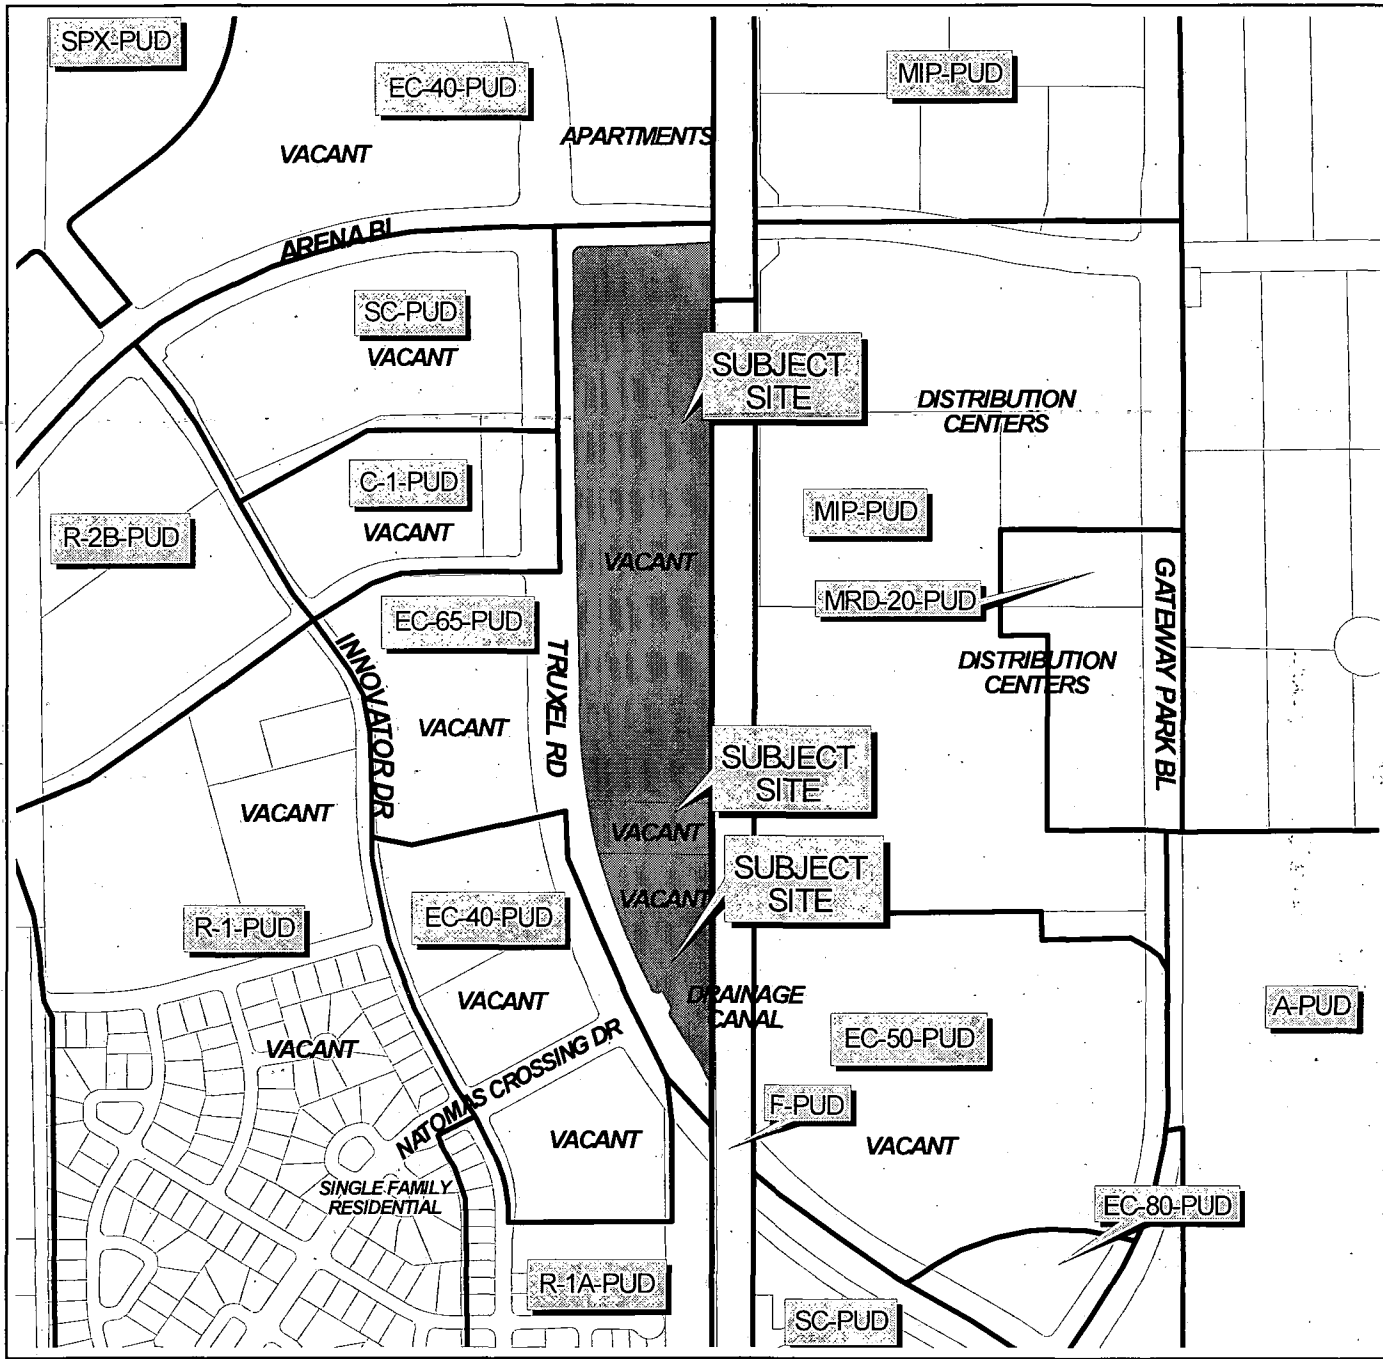 SPX-PUD
EC-40-PUD
MIP-PUD
APARTMENTS
VACANT
ARENA BL
SC-PUD
VACANT
SUBJECT
SITE
DISTRIBUTION
CENTERS
C-1-PUD
VACANT
MIP-PUD
R-2B-PUD
VACANT
MRD-20-PUD
GATEWAY PARK BL
EC-65-PUD
INNOVATOR DR
TRUXEL RD
DISTRIBUTION
CENTERS
VACANT
SUBJECT
SITE
VACANT
VACANT
SUBJECT
SITE
VACANT
EC-40-PUD
R-1-PUD
VACANT
DRAINAGE
CANAL
A-PUD
EC-50-PUD
VACANT
NATOMAS CROSSING DR
F-PUD
VACANT
VACANT
SINGLE FAMILY
RESIDENTIAL
EC-80-PUD
R-1A-PUD
SC-PUD